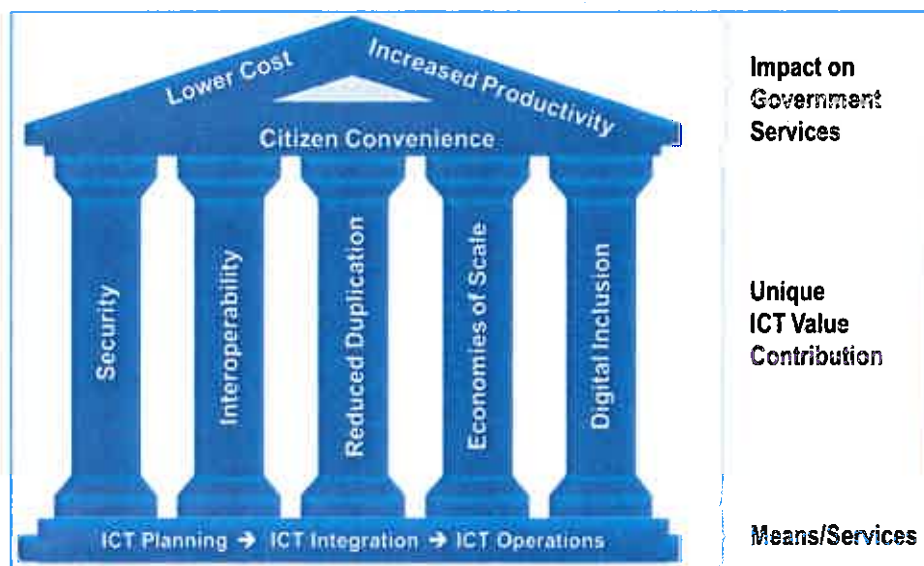 Lower Cost
Increased Productivity
Citizen Convenience
Impact on
Government
Services
Security
Interoperability
Reduced Duplication
Economies of Scale
Digital Inclusion
Unique
ICT Value
Contribution
ICT Planning → ICT Integration → ICT Operations
Means/Services